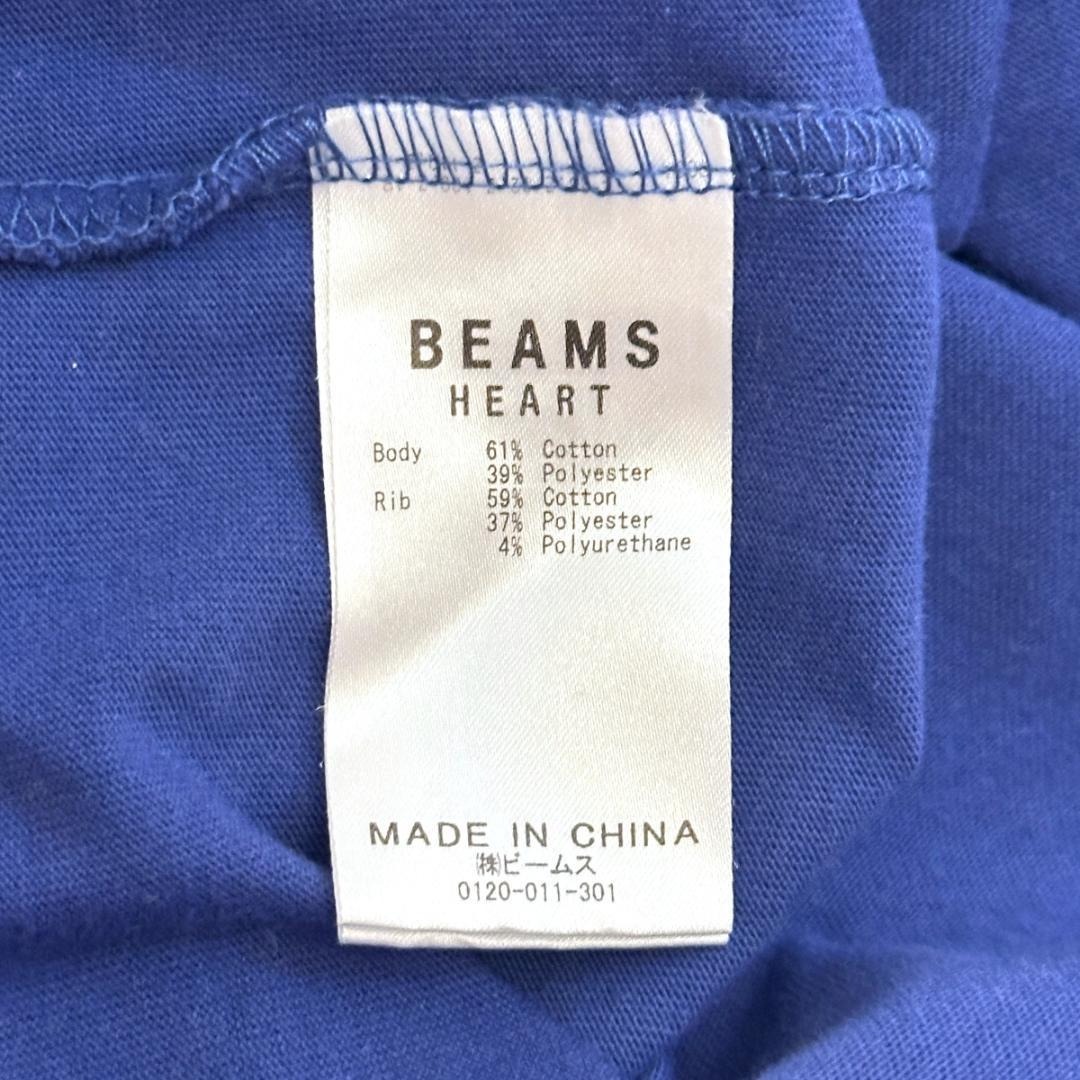 BEAMS
HEART
Body 61% Cotton
39% Polyester
Rib 59% Cotton
37% Polyester
4% Polyurethane
MADE IN CHINA
㈱ビームス
0120-011-301